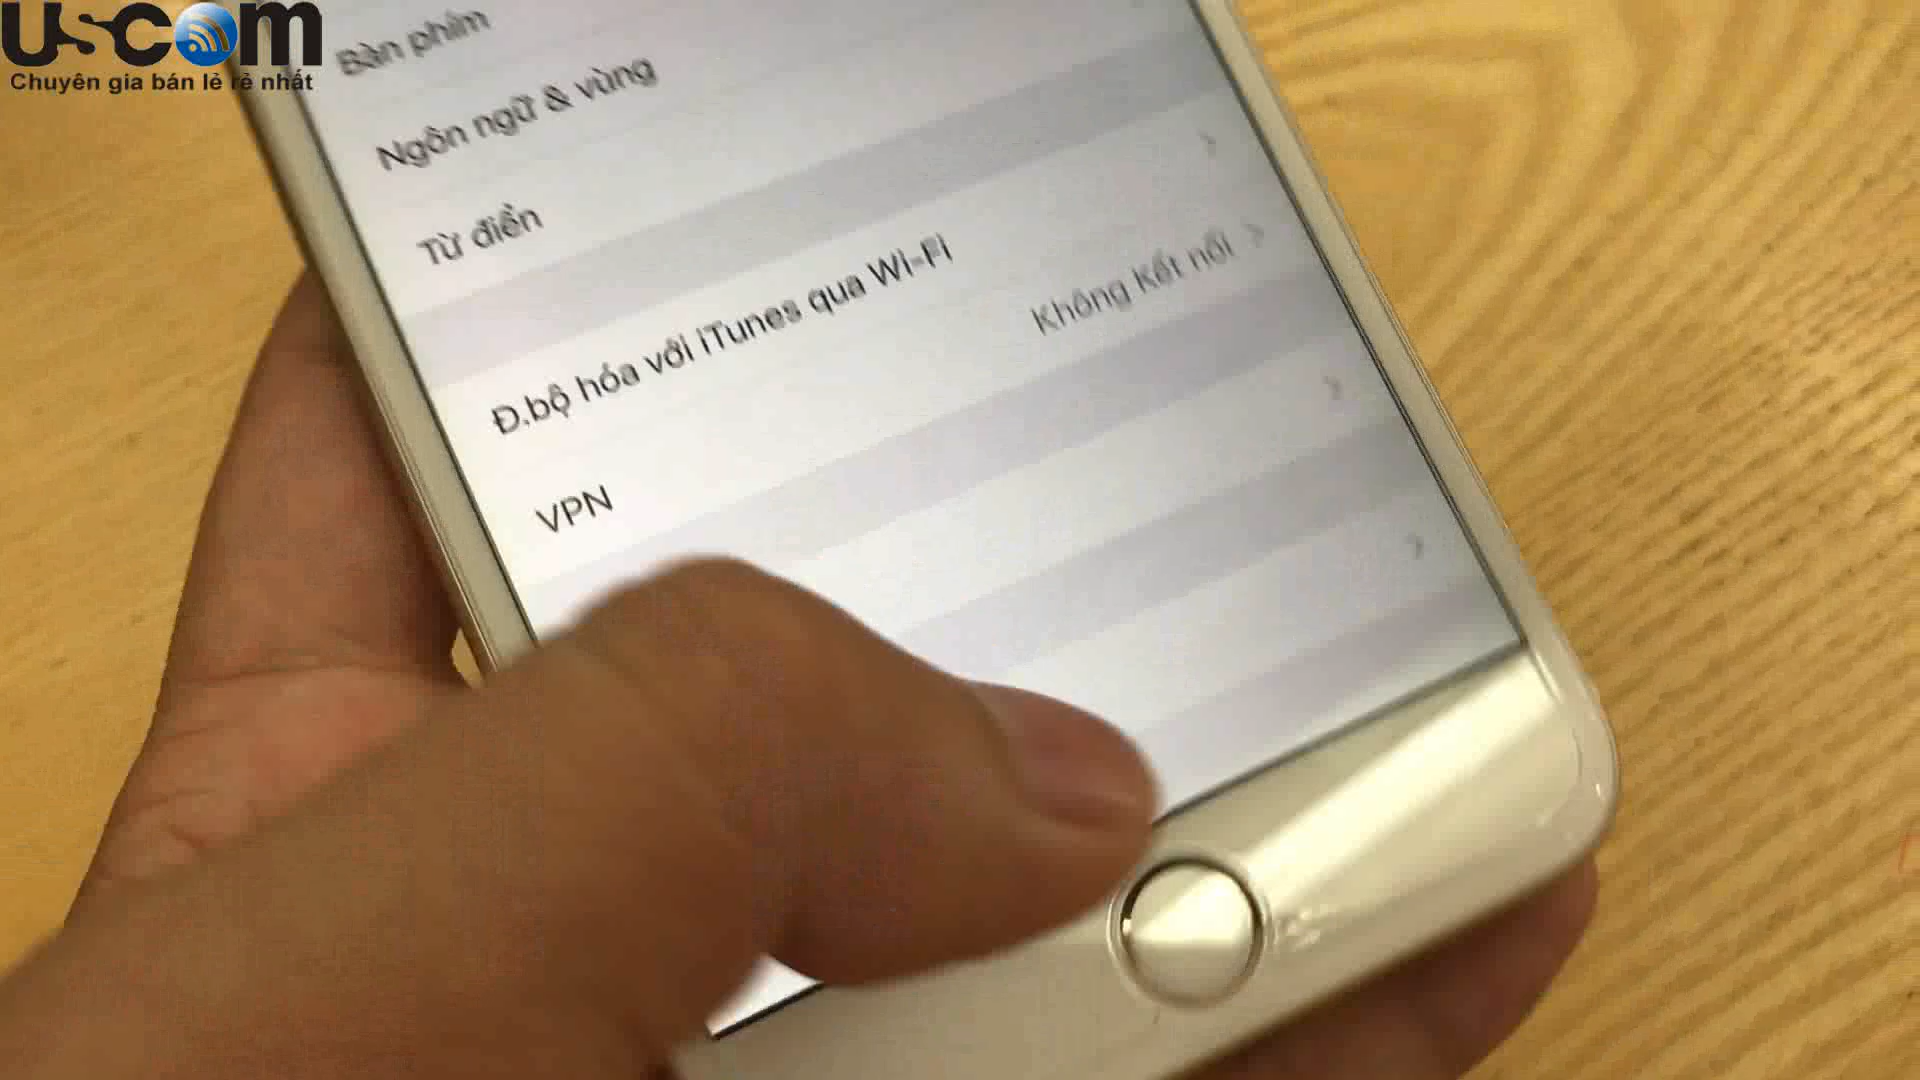 uscom
Chuyên gia bán lẻ rẻ nhất
Bàn phím
Ngôn ngữ & vùng
Từ điển
Đ.bộ hóa với iTunes qua Wi-Fi
VPN
Không Kết nối